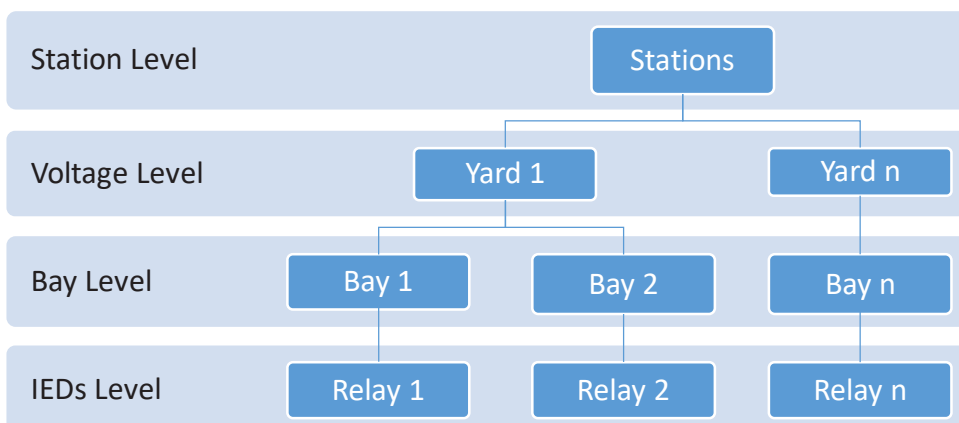 Station Level
Stations
Voltage Level
Yard 1
Yard n
Bay Level
Bay 1
Bay 2
Bay n
IEDs Level
Relay 1
Relay 2
Relay n